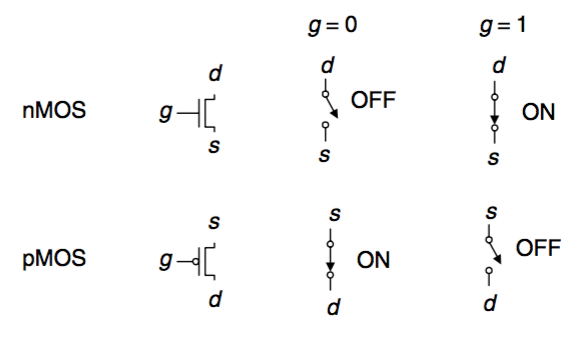 g = 0 g = 1
d d d
nMOS g OFF ON
s s s
s s s
pMOS g ON OFF
d d d